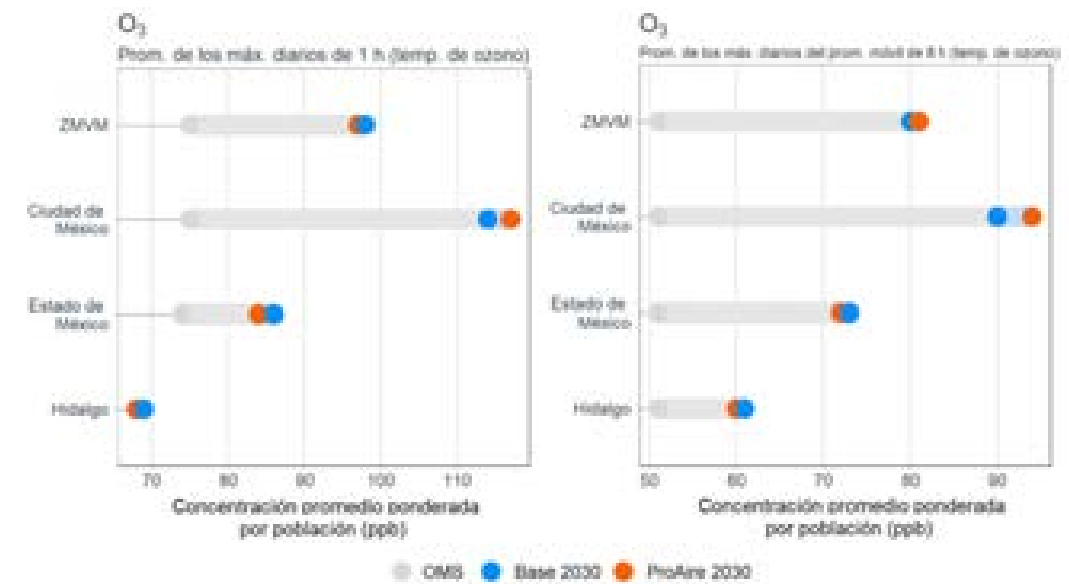 O₃
Prom. de los máx. diarios de 1 h (temp. de ozono)
ZMVM
Ciudad de
México
Estado de
México
Hidalgo
70 80 90 100 110
Concentración promedio ponderada
por población (ppb)
O₃
Prom. de los máx. diarios del prom. móvil de 8 h (temp. de ozono)
ZMVM
Ciudad de
México
Estado de
México
Hidalgo
50 60 70 80 90
Concentración promedio ponderada
por población (ppb)
OMS Base 2030 ProAire 2030